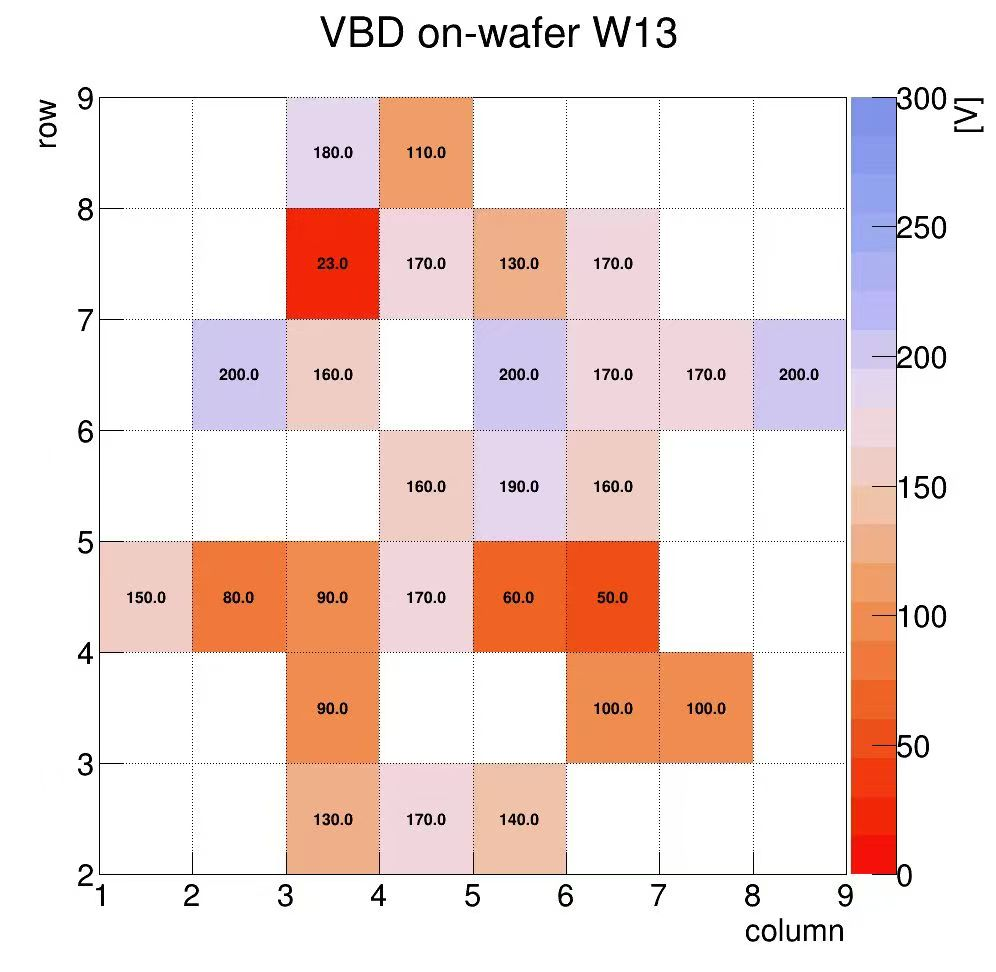 VBD on-wafer W13
row
[V]
9
300
180.0 110.0
8
250
23.0 170.0 130.0 170.0
7
200
200.0 160.0 200.0 170.0 170.0 200.0
6
160.0 190.0 160.0
150
5
150.0 80.0 90.0 170.0 60.0 50.0
100
4
90.0 100.0 100.0
50
3
130.0 170.0 140.0
2
0
1 2 3 4 5 6 7 8 9
column